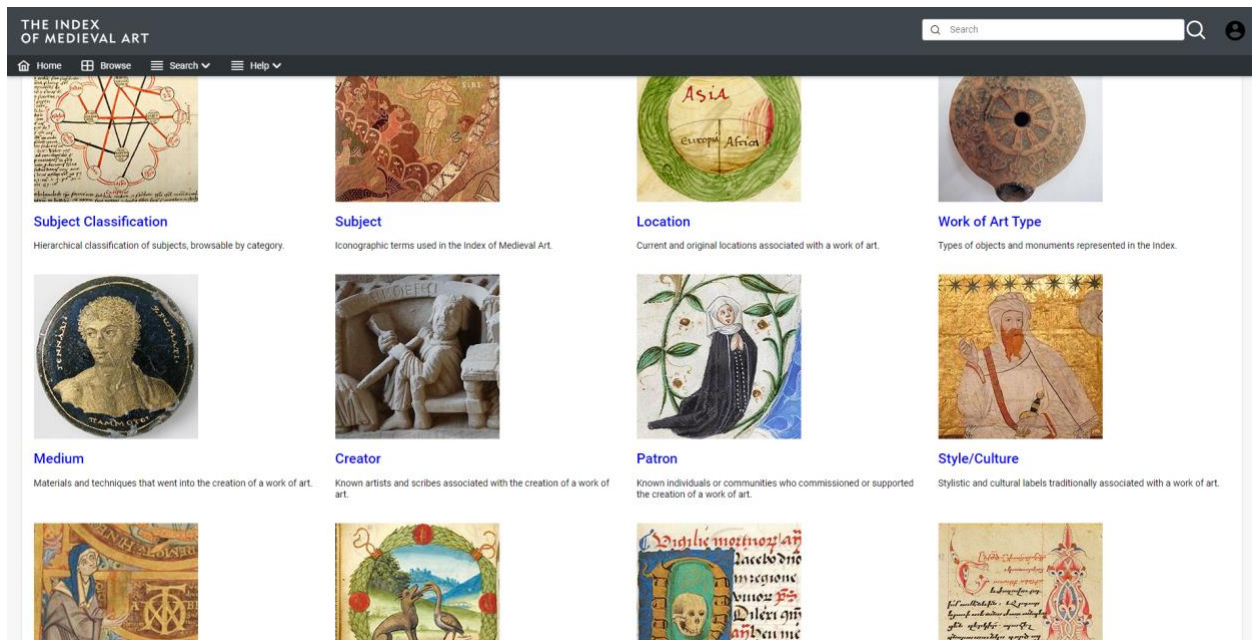 THE INDEX
OF MEDIEVAL ART
Search
Home
Browse
Search
Help
ASIA
Europa Africa
Subject Classification
Hierarchical classification of subjects, browsable by category.
Subject
Iconographic terms used in the Index of Medieval Art.
Location
Current and original locations associated with a work of art.
Work of Art Type
Types of objects and monuments represented in the Index.
Medium
Materials and techniques that went into the creation of a work of art.
Creator
Known artists and scribes associated with the creation of a work of
art.
Patron
Known individuals or communities who commissioned or supported
the creation of a work of art.
Style/Culture
Stylistic and cultural labels traditionally associated with a work of art.